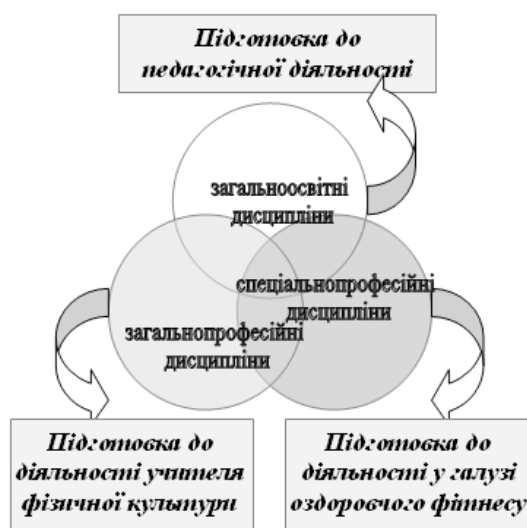 Підготовка до
педагогічної діяльності
загальноосвітні
дисципліни
спеціальнопрофесійні
дисципліни
загальнопрофесійні
дисципліни
Підготовка до
діяльності учителя
фізичної культури
Підготовка до
діяльності у галузі
оздоровчого фітнесу